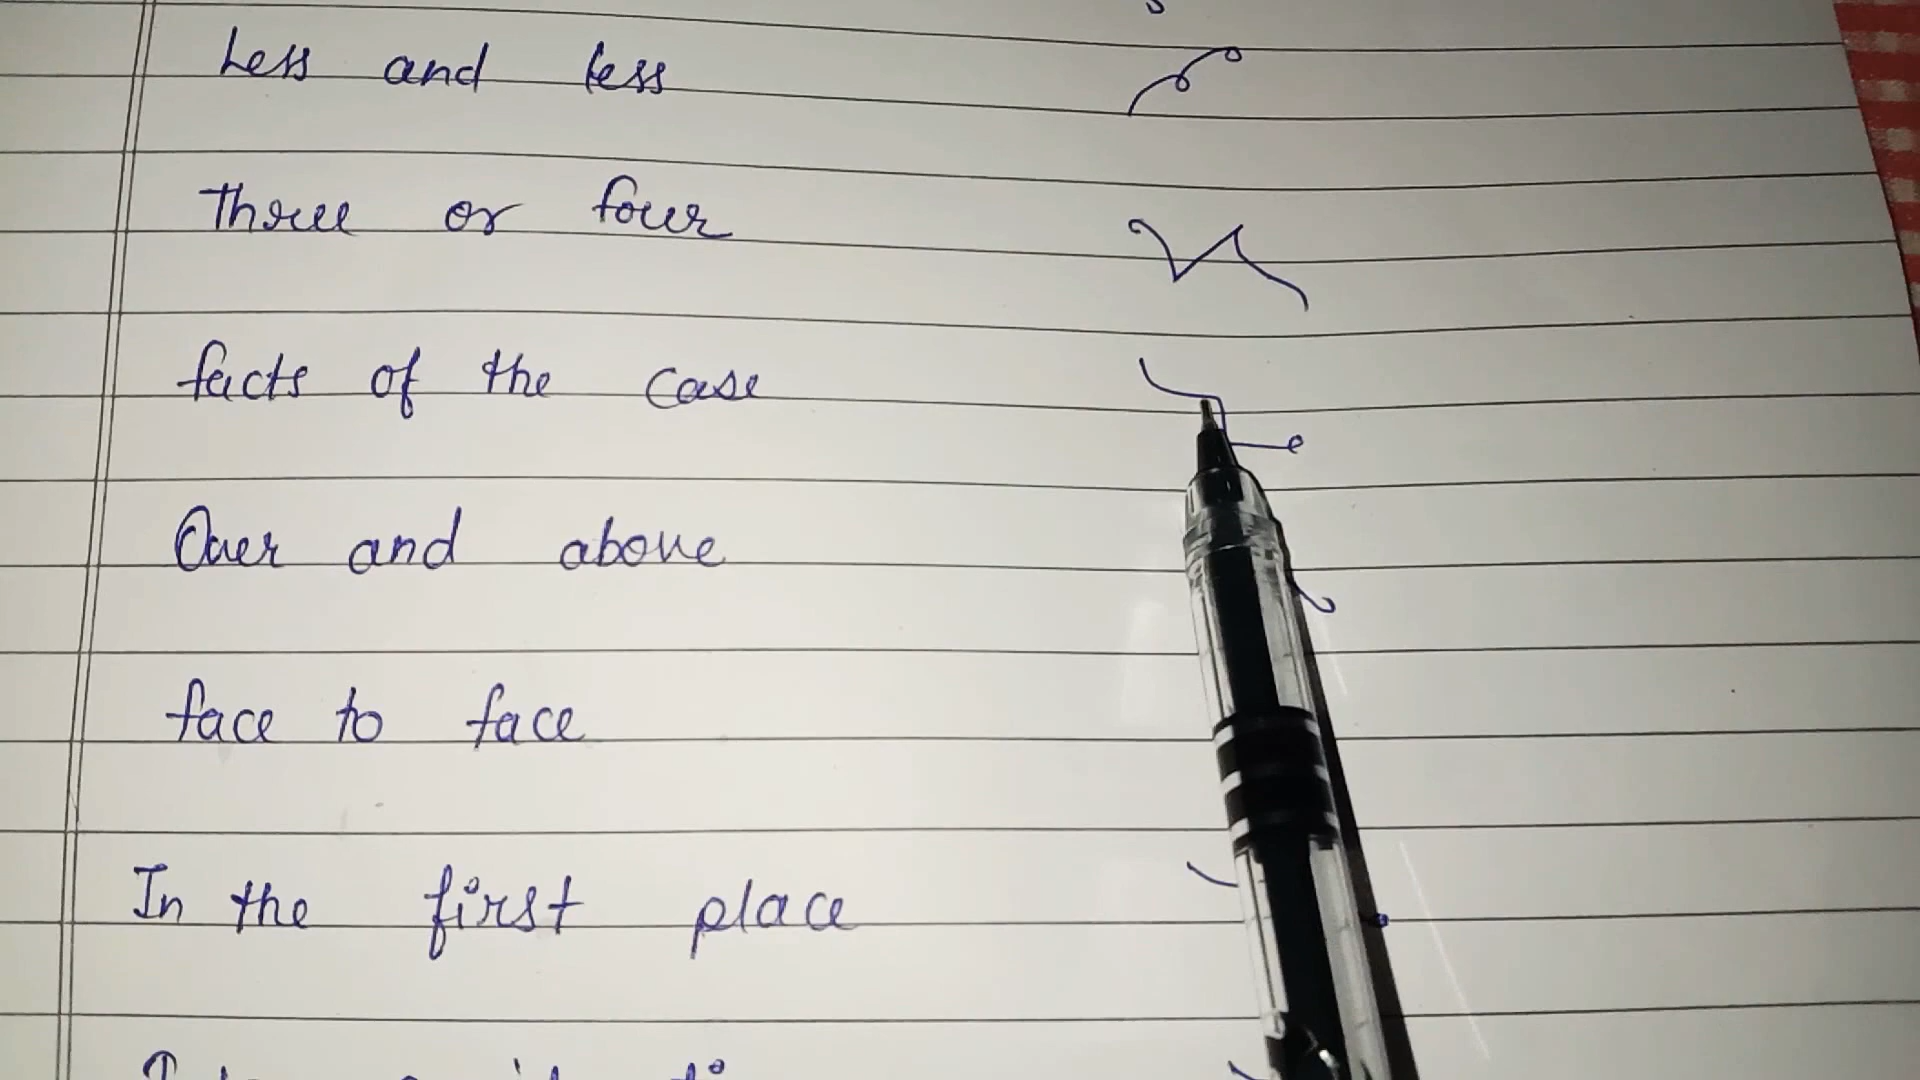 Less and less
Three or four
facts of the case
Over and above
face to face
In the first place